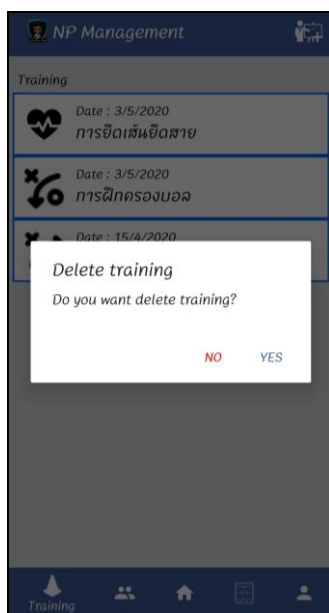 NP Management
Training
Date : 3/5/2020
การยืดเส้นยืดสาย
Date : 3/5/2020
การฝึกครองบอล
Date : 15/4/2020
Delete training
Do you want delete training?
NO YES
Training